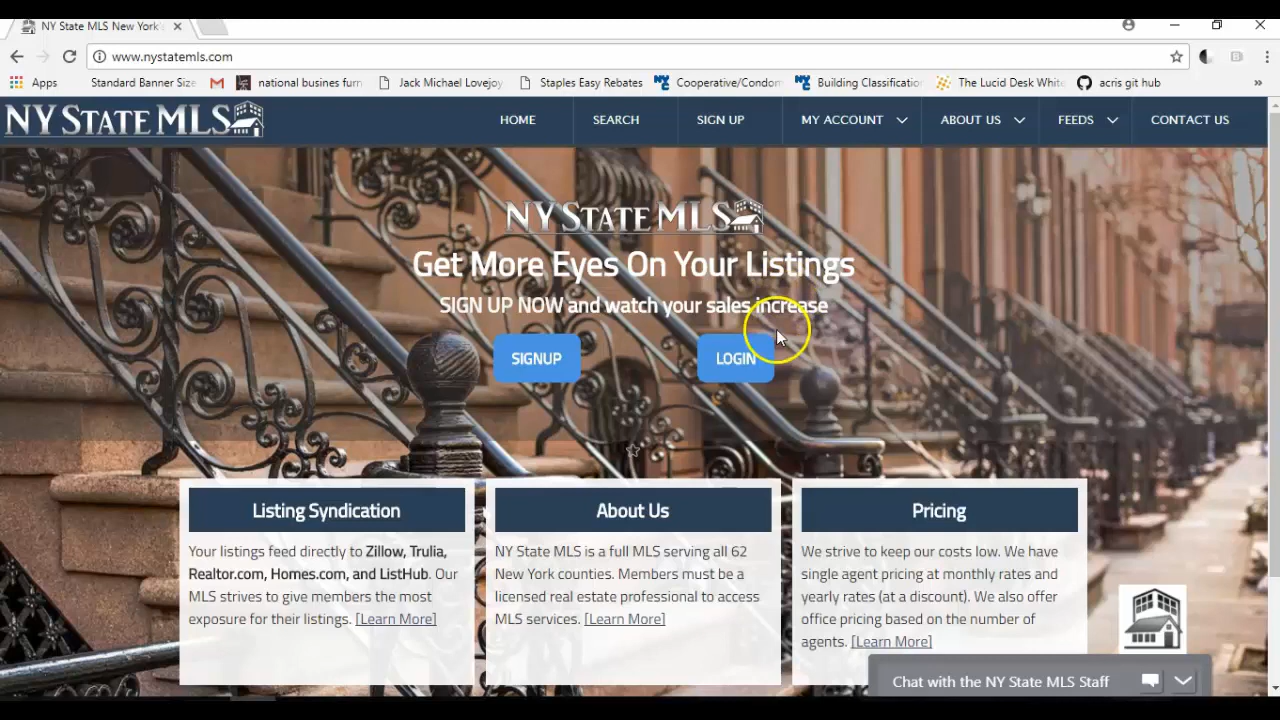 NY State MLS New York'
www.nystatemls.com
Apps
Standard Banner Size
national busines furn
Jack Michael Lovejoy
Staples Easy Rebates
Cooperative/Condom
Building Classification
The Lucid Desk White
acris git hub
»
NY STATE MLS
HOME
SEARCH
SIGN UP
MY ACCOUNT
ABOUT US
FEEDS
CONTACT US
NY STATE MLS
Get More Eyes On Your Listings
SIGN UP NOW and watch your sales increase
SIGNUP
LOGIN
Listing Syndication
Your listings feed directly to Zillow, Trulia,
Realtor.com, Homes.com, and ListHub. Our
MLS strives to give members the most
exposure for their listings. [Learn More]
About Us
NY State MLS is a full MLS serving all 62
New York counties. Members must be a
licensed real estate professional to access
MLS services. [Learn More]
Pricing
We strive to keep our costs low. We have
single agent pricing at monthly rates and
yearly rates (at a discount). We also offer
office pricing based on the number of
agents. [Learn More]
Chat with the NY State MLS Staff